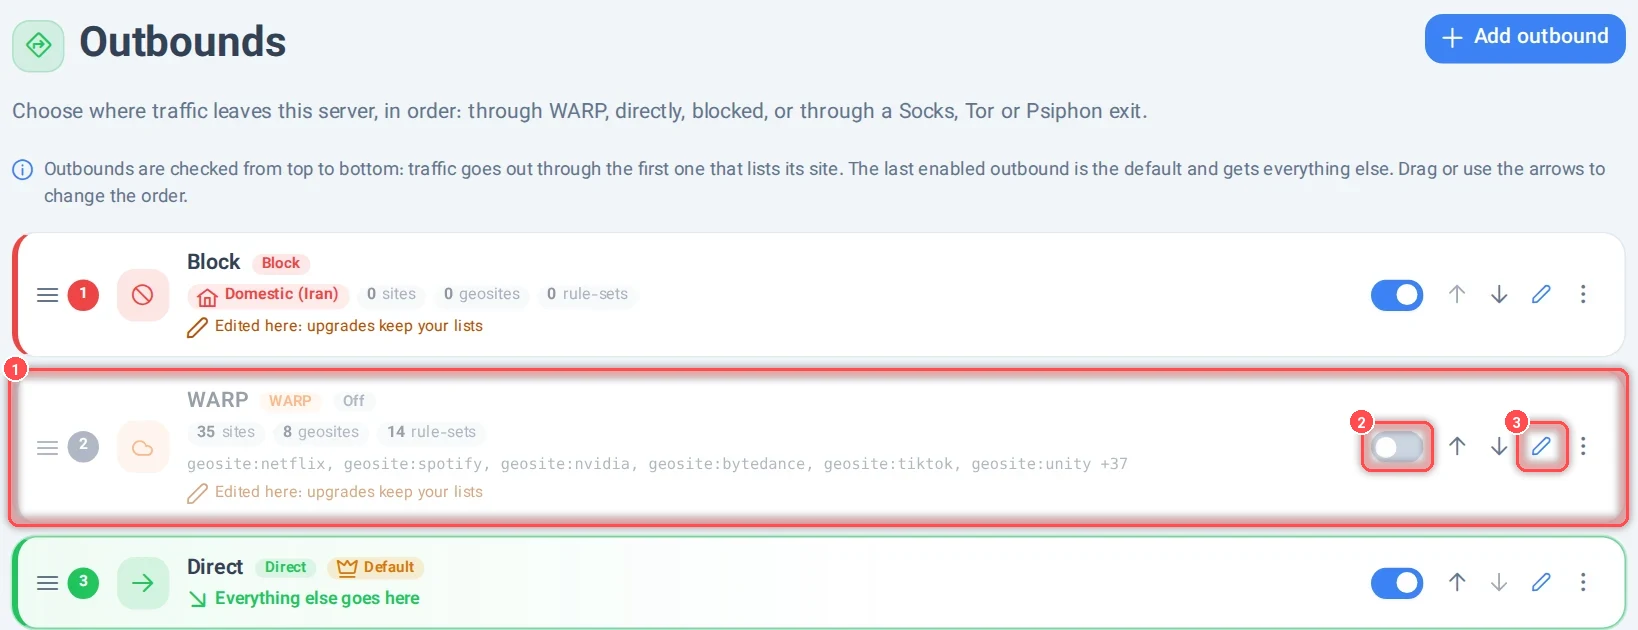 Outbounds
Add outbound
Choose where traffic leaves this server, in order: through WARP, directly, blocked, or through a Socks, Tor or Psiphon exit.
Outbounds are checked from top to bottom: traffic goes out through the first one that lists its site. The last enabled outbound is the default and gets everything else. Drag or use the arrows to
change the order.
1
Block Block
Domestic (Iran) 0 sites 0 geosites 0 rule-sets
Edited here: upgrades keep your lists
1
2
WARP WARP Off
35 sites 8 geosites 14 rule-sets
geosite:netflix, geosite:spotify, geosite:nvidia, geosite:bytedance, geosite:tiktok, geosite:unity +37
Edited here: upgrades keep your lists
2
3
3
Direct Direct Default
Everything else goes here